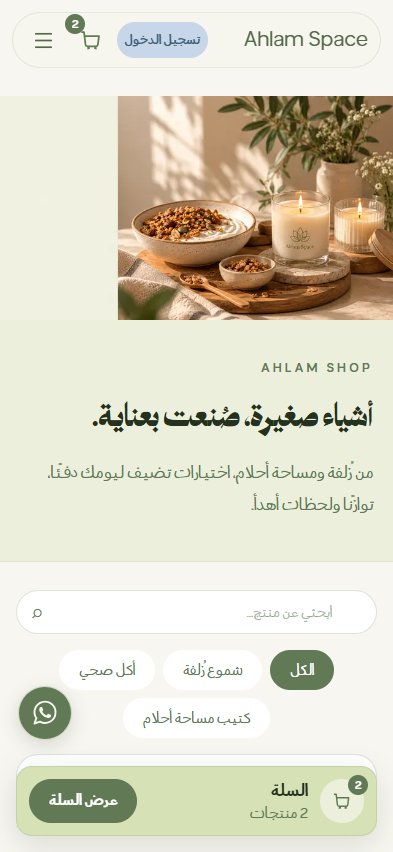 Ahlam Space
تسجيل الدخول
2
Ahlam Space
AHLAM SHOP
أشياء صغيرة، صُنعت بعناية.
من زُلفة ومساحة أحلام، اختيارات تضيف ليومك دفئًا،
توازنًا ولحظات أهدأ.
ابحثي عن منتج...
الكل
شموع زُلفة
أكل صحي
كتيب مساحة أحلام
2
السلة
2 منتجات
عرض السلة